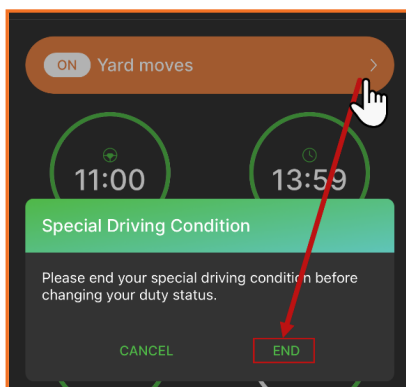 ON Yard moves
11:00 13:59
Special Driving Condition
Please end your special driving condition before
changing your duty status.
CANCEL END